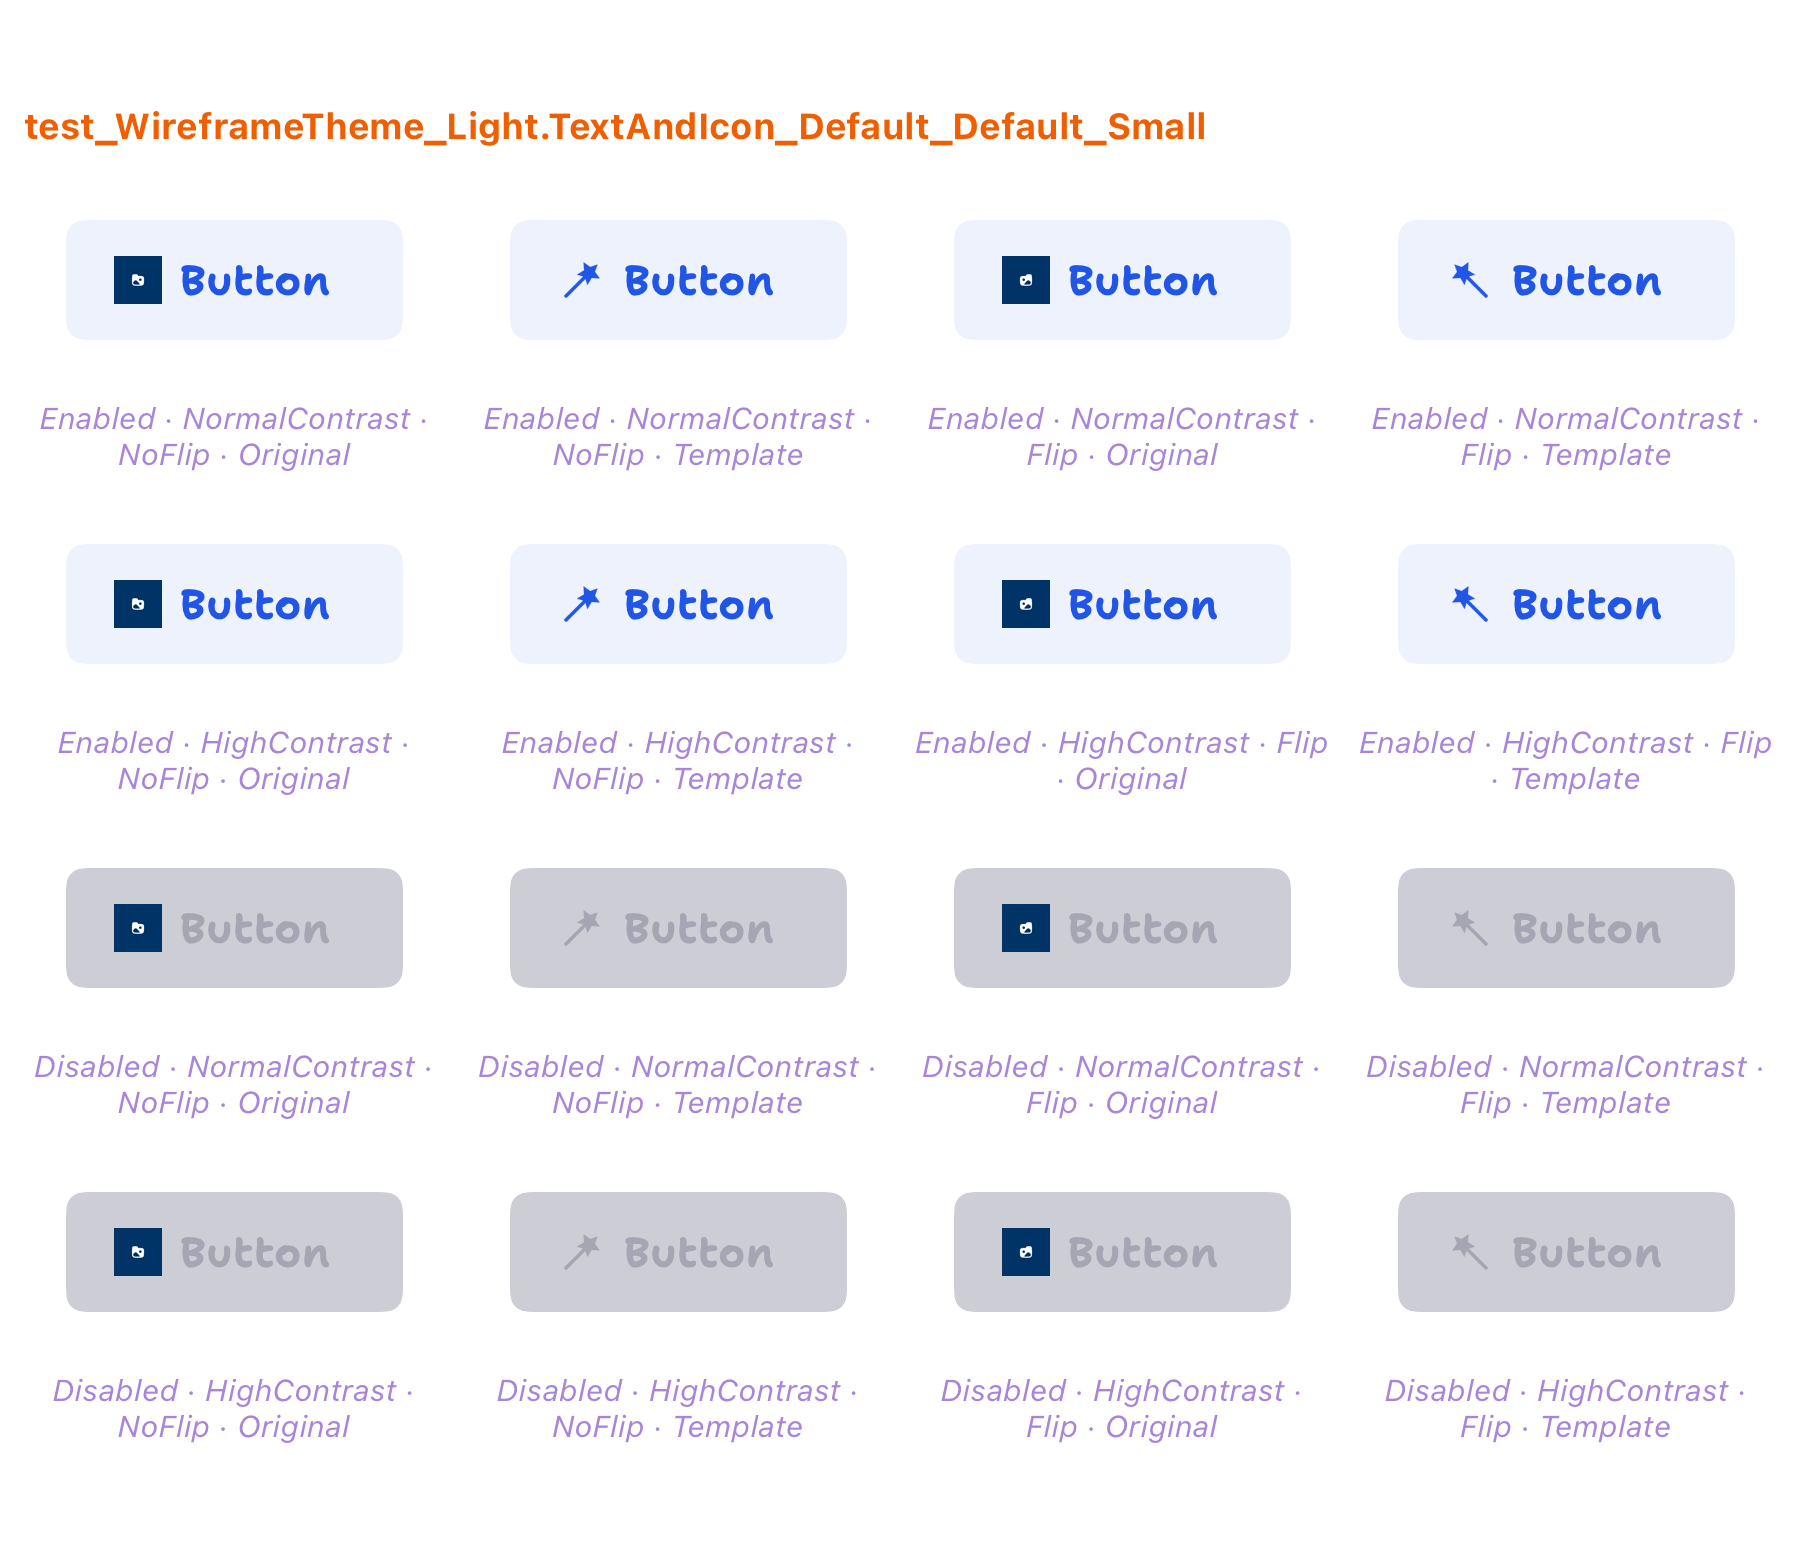 test_WireframeTheme_Light.TextAndIcon_Default_Default_Small
Button
Button
Button
Button
Enabled · NormalContrast ·
NoFlip · Original
Enabled · NormalContrast ·
NoFlip · Template
Enabled · NormalContrast ·
Flip · Original
Enabled · NormalContrast ·
Flip · Template
Button
Button
Button
Button
Enabled · HighContrast ·
NoFlip · Original
Enabled · HighContrast ·
NoFlip · Template
Enabled · HighContrast · Flip
· Original
Enabled · HighContrast · Flip
· Template
Button
Button
Button
Button
Disabled · NormalContrast ·
NoFlip · Original
Disabled · NormalContrast ·
NoFlip · Template
Disabled · NormalContrast ·
Flip · Original
Disabled · NormalContrast ·
Flip · Template
Button
Button
Button
Button
Disabled · HighContrast ·
NoFlip · Original
Disabled · HighContrast ·
NoFlip · Template
Disabled · HighContrast ·
Flip · Original
Disabled · HighContrast ·
Flip · Template